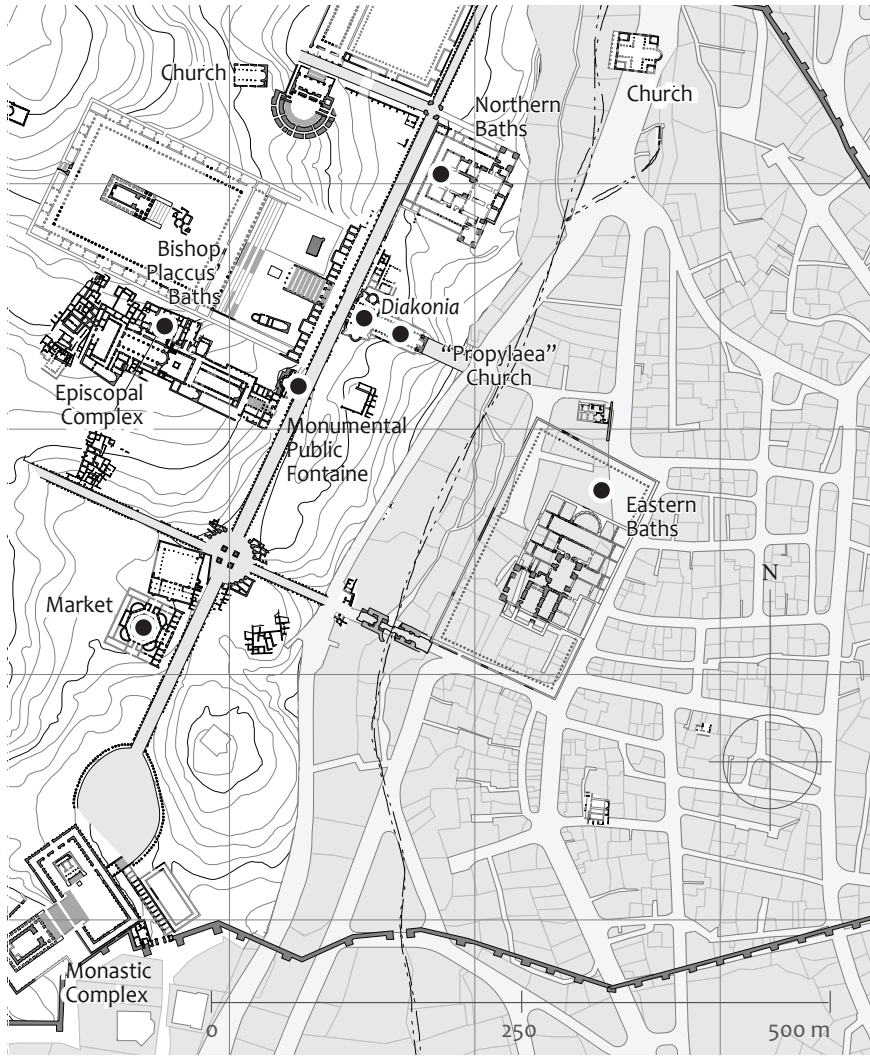 Church
Church
Northern
Baths
Bishop
Placcus’
Baths
Diakonia
“Propylaea”
Church
Episcopal
Complex
Monumental
Public
Fontaine
Eastern
Baths
N
Market
Monastic
Complex
0
250
500 m